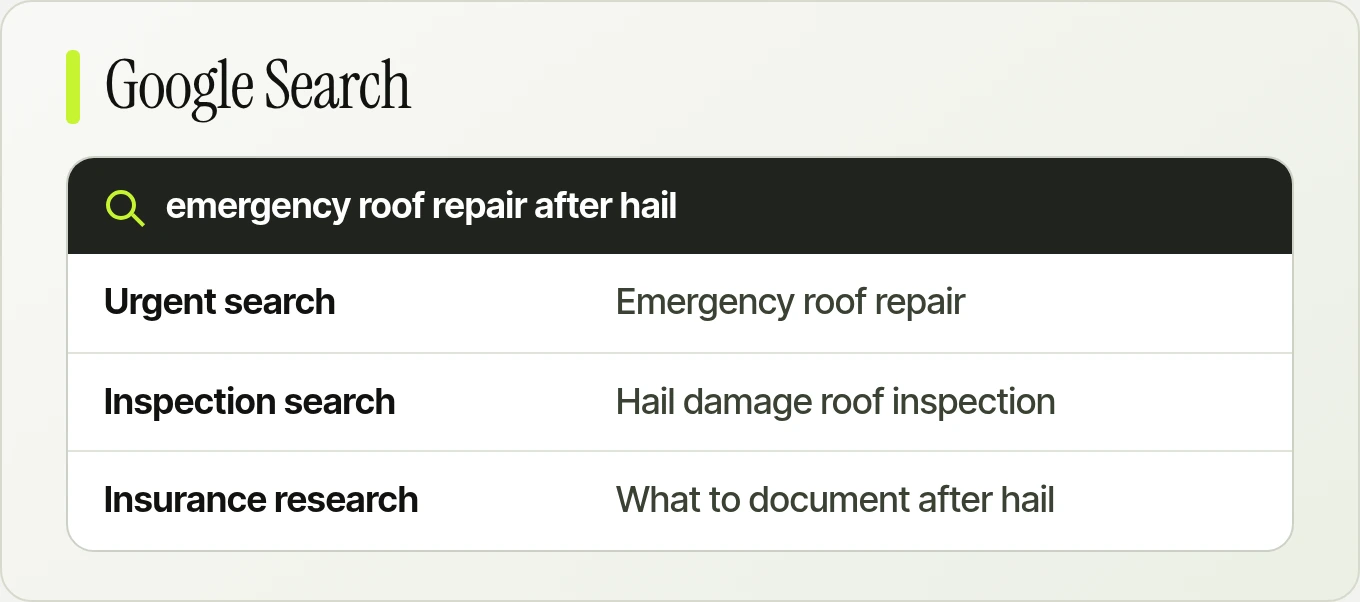 Google Search
emergency roof repair after hail
Urgent search Emergency roof repair
Inspection search Hail damage roof inspection
Insurance research What to document after hail